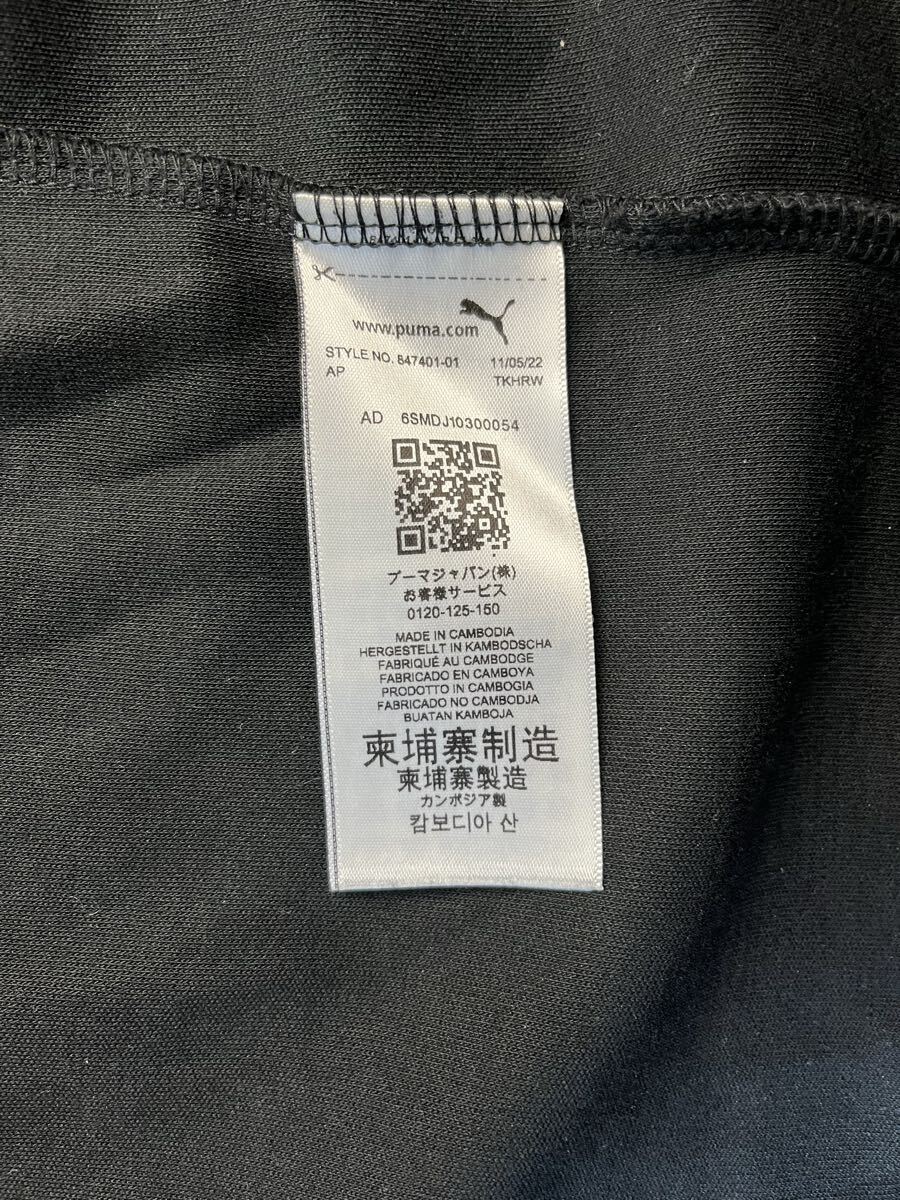 www.puma.com
STYLE NO. 847401-01 11/05/22
AP TKHRW
AD 6SMDJ10300054
プーマジャパン(株)
お客様サービス
0120-125-150
MADE IN CAMBODIA
HERGESTELLT IN KAMBODSCHA
FABRIQUÉ AU CAMBODGE
FABRICADO EN CAMBOYA
PRODOTTO IN CAMBOGIA
FABRICADO NO CAMBODJA
BUATAN KAMBOJA
柬埔寨制造
柬埔寨製造
カンボジア製
캄보디아 산